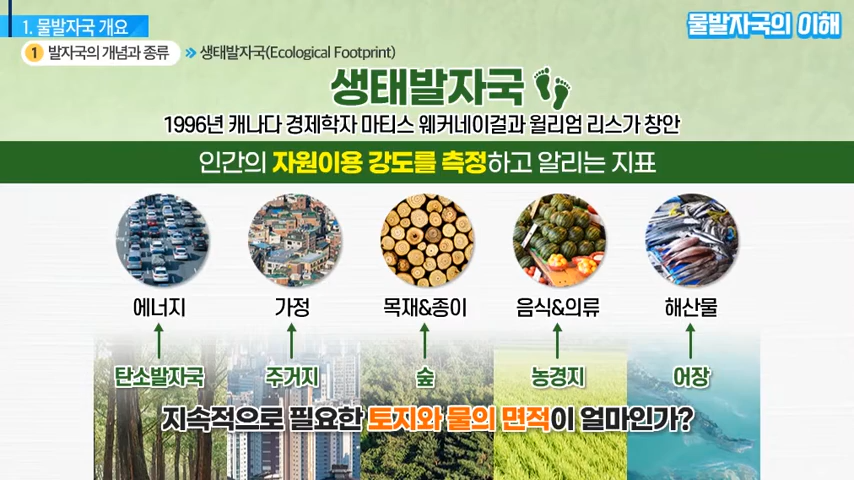 1. 물발자국 개요
물발자국의 이해
1 발자국의 개념과 종류 » 생태발자국(Ecological Footprint)
생태발자국
1996년 캐나다 경제학자 마티스 웨커네이걸과 윌리엄 리스가 창안
인간의 자원이용 강도를 측정하고 알리는 지표
에너지 가정 목재&종이 음식&의류 해산물
탄소발자국 주거지 숲 농경지 어장
지속적으로 필요한 토지와 물의 면적이 얼마인가?